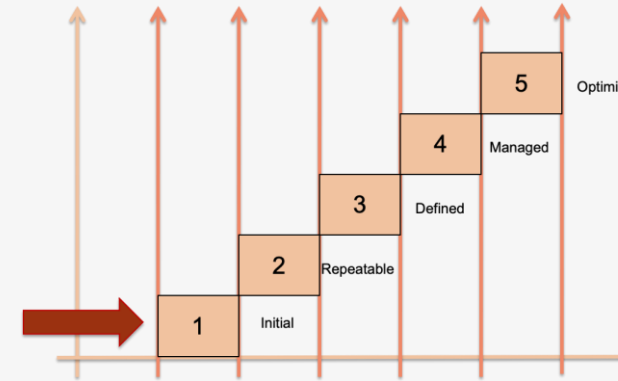 5
Optimi
4
Managed
3
Defined
2
Repeatable
1
Initial